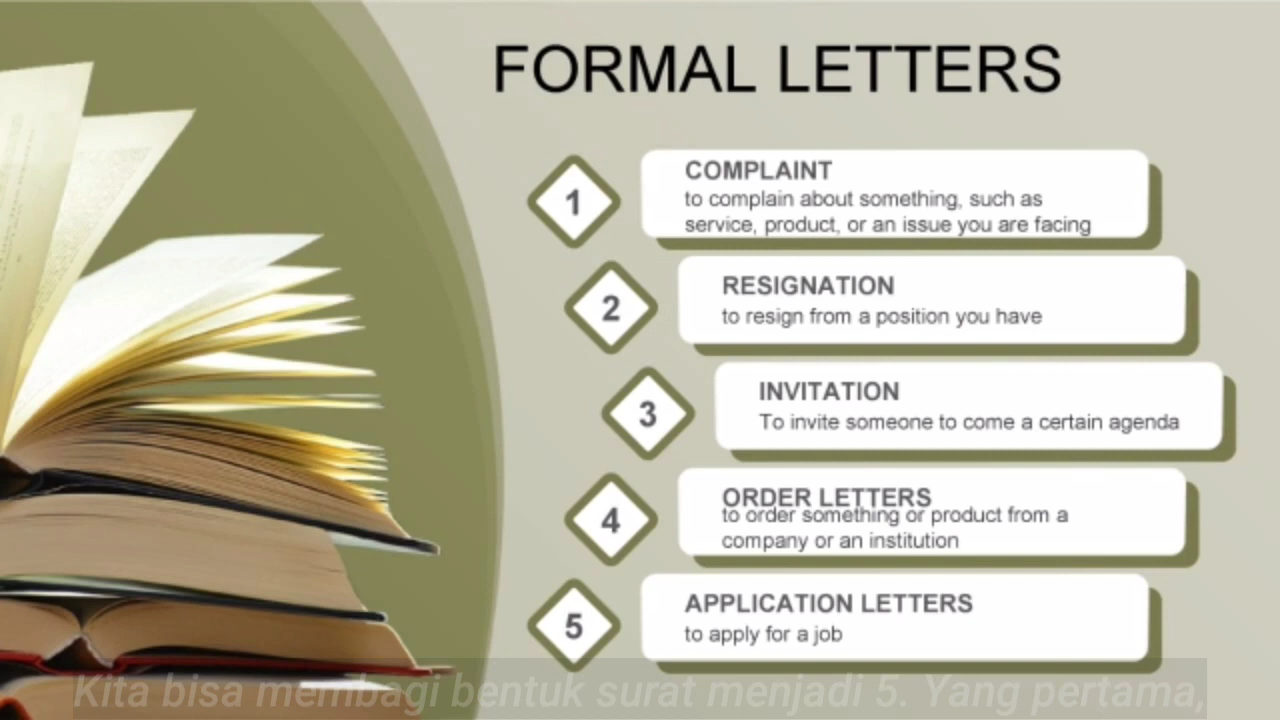 FORMAL LETTERS
1
COMPLAINT
to complain about something, such as
service, product, or an issue you are facing
2
RESIGNATION
to resign from a position you have
3
INVITATION
To invite someone to come a certain agenda
4
ORDER LETTERS
to order something or product from a
company or an institution
5
APPLICATION LETTERS
to apply for a job
Kita bisa membagi bentuk surat menjadi 5. Yang pertama,